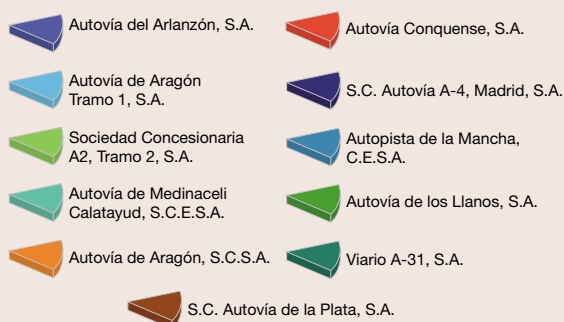 Autovía del Arlanzón, S.A.
Autovía Conquense, S.A.
Autovía de Aragón
Tramo 1, S.A.
S.C. Autovía A-4, Madrid, S.A.
Sociedad Concesionaria
A2, Tramo 2, S.A.
Autopista de la Mancha,
C.E.S.A.
Autovía de Medinaceli
Calatayud, S.C.E.S.A.
Autovía de los Llanos, S.A.
Autovía de Aragón, S.C.S.A.
Viario A-31, S.A.
S.C. Autovía de la Plata, S.A.